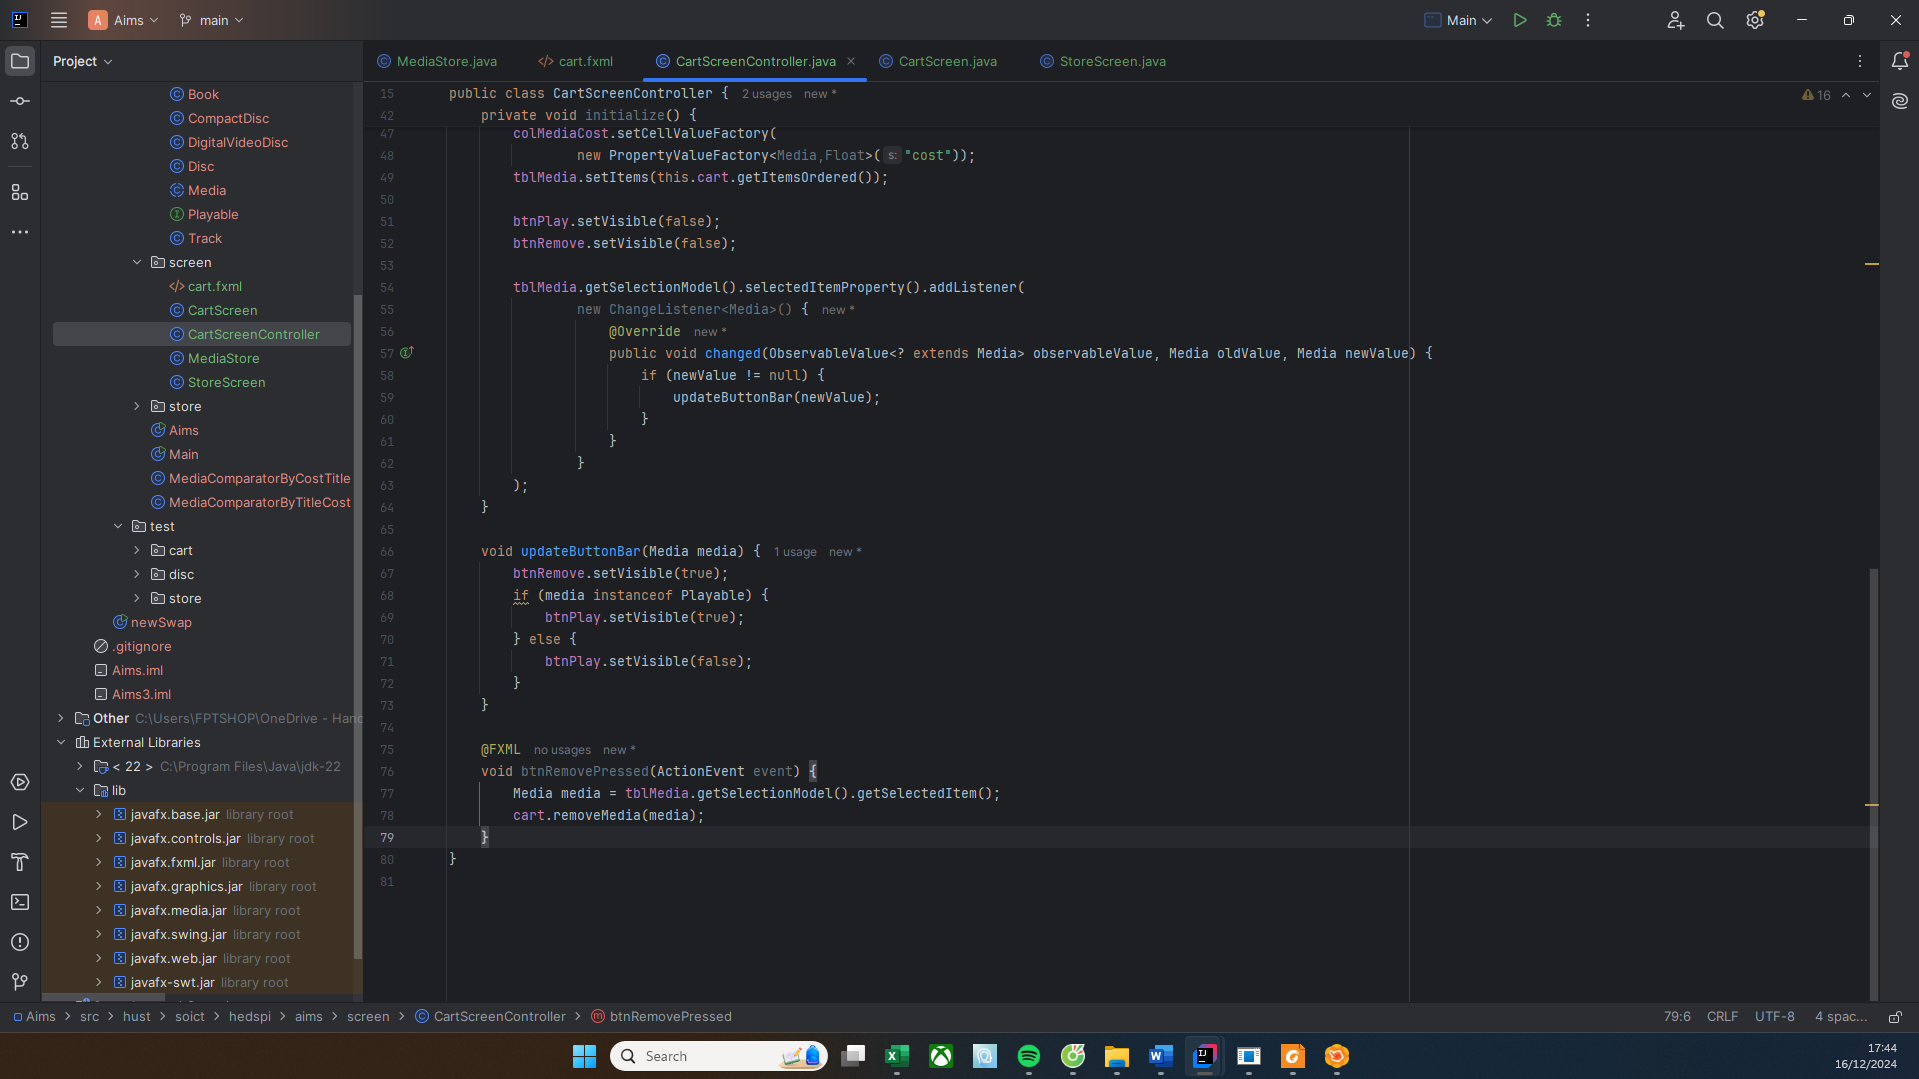 A Aims
main
Main
Project
MediaStore.java
</> cart.fxml
CartScreenController.java
CartScreen.java
StoreScreen.java
Book
CompactDisc
DigitalVideoDisc
Disc
Media
Playable
Track
screen
</> cart.fxml
CartScreen
CartScreenController
MediaStore
StoreScreen
store
Aims
Main
MediaComparatorByCostTitle
MediaComparatorByTitleCost
test
cart
disc
store
newSwap
.gitignore
Aims.iml
Aims3.iml
Other C:\Users\FPTSHOP\OneDrive - Hanc
External Libraries
< 22 > C:\Program Files\Java\jdk-22
lib
javafx.base.jar library root
javafx.controls.jar library root
javafx.fxml.jar library root
javafx.graphics.jar library root
javafx.media.jar library root
javafx.swing.jar library root
javafx.web.jar library root
javafx-swt.jar library root
15 public class CartScreenController { 2 usages new *
16
42 private void initialize() {
47 colMediaCost.setCellValueFactory(
48 new PropertyValueFactory<Media,Float>( s: "cost"));
49 tblMedia.setItems(this.cart.getItemsOrdered());
50
51 btnPlay.setVisible(false);
52 btnRemove.setVisible(false);
53
54 tblMedia.getSelectionModel().selectedItemProperty().addListener(
55 new ChangeListener<Media>() { new *
56 @Override new *
57 public void changed(ObservableValue<? extends Media> observableValue, Media oldValue, Media newValue) {
58 if (newValue != null) {
59 updateButtonBar(newValue);
60 }
61 }
62 }
63 );
64 }
65
66 void updateButtonBar(Media media) { 1 usage new *
67 btnRemove.setVisible(true);
68 if (media instanceof Playable) {
69 btnPlay.setVisible(true);
70 } else {
71 btnPlay.setVisible(false);
72 }
73 }
74
75 @FXML no usages new *
76 void btnRemovePressed(ActionEvent event) {
77 Media media = tblMedia.getSelectionModel().getSelectedItem();
78 cart.removeMedia(media);
79 }
80 }
81
Aims > src > hust > soict > hedspi > aims > screen > CartScreenController > btnRemovePressed
79:6 CRLF UTF-8 4 spac...
Search
17:44
16/12/2024